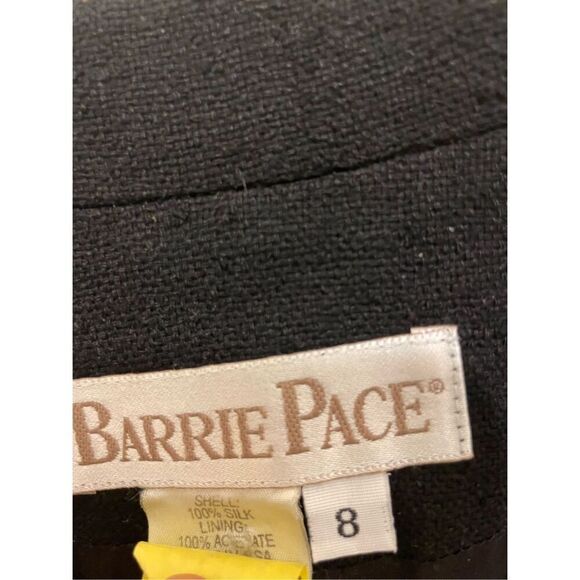 BARRIE PACE®
SHELL:
100% SILK
LINING:
100%
8